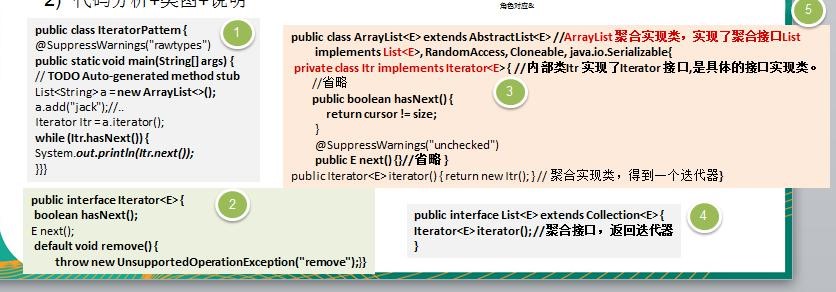 2) 代码分析+类图+说明
角色对应&
5
1
public class IteratorPattem {
@SuppressWarnings("rawtypes")
public static void main(String[] args) {
// TODO Auto-generated method stub
List<String> a = new ArrayList<>();
a.add("jack");//..
Iterator Itr = a.iterator();
while (Itr.hasNext()) {
System.out.println(Itr.next());
}}}
public class ArrayList<E> extends AbstractList<E> //ArrayList 聚合实现类，实现了聚合接口List
implements List<E>, RandomAccess, Cloneable, java.io.Serializable{
private class Itr implements Iterator<E> { //内部类Itr 实现了Iterator 接口,是具体的接口实现类。
//省略
public boolean hasNext() {
return cursor != size;
}
@SuppressWarnings("unchecked")
public E next() {}//省略 }
public Iterator<E> iterator() { return new Itr(); } // 聚合实现类，得到一个迭代器}
3
2
public interface Iterator<E> {
boolean hasNext();
E next();
default void remove() {
throw new UnsupportedOperationException("remove");}}
4
public interface List<E> extends Collection<E> {
Iterator<E> iterator(); //聚合接口，返回迭代器
}